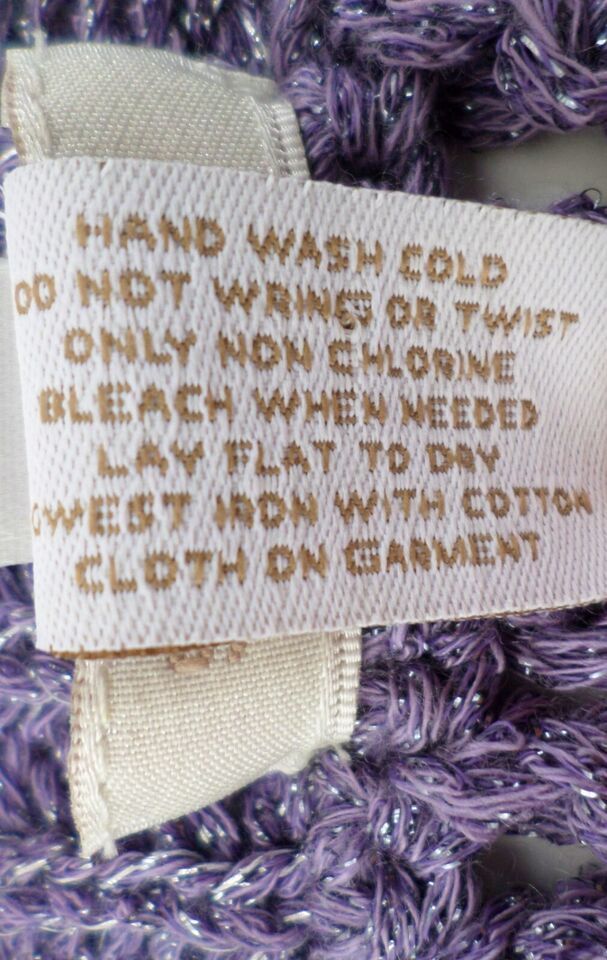 HAND WASH COLD
DO NOT WRING OR TWIST
ONLY NON CHLORINE
BLEACH WHEN NEEDED
LAY FLAT TO DRY
OWEST IRON WITH COTTON
CLOTH ON GARMENT